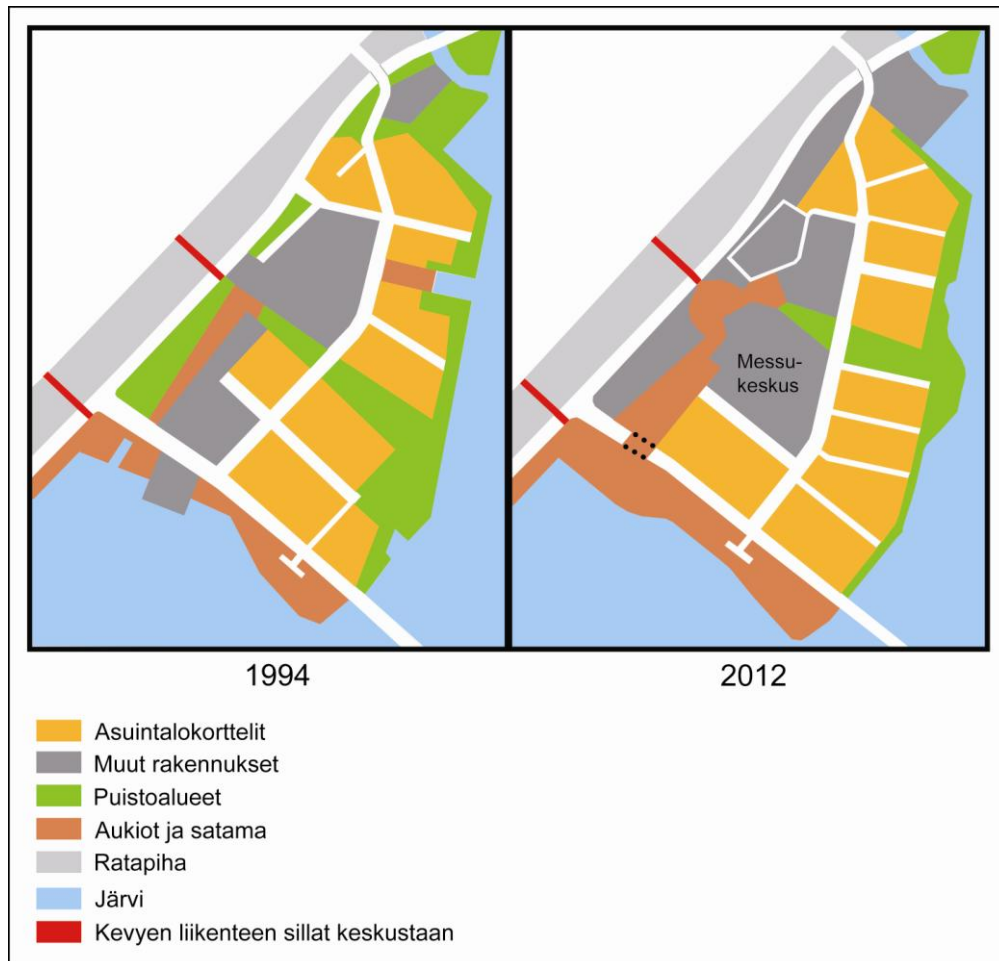 Messu-
keskus
1994
2012
Asuintalokorttelit
Muut rakennukset
Puistoalueet
Aukiot ja satama
Ratapiha
Järvi
Kevyen liikenteen sillat keskustaan